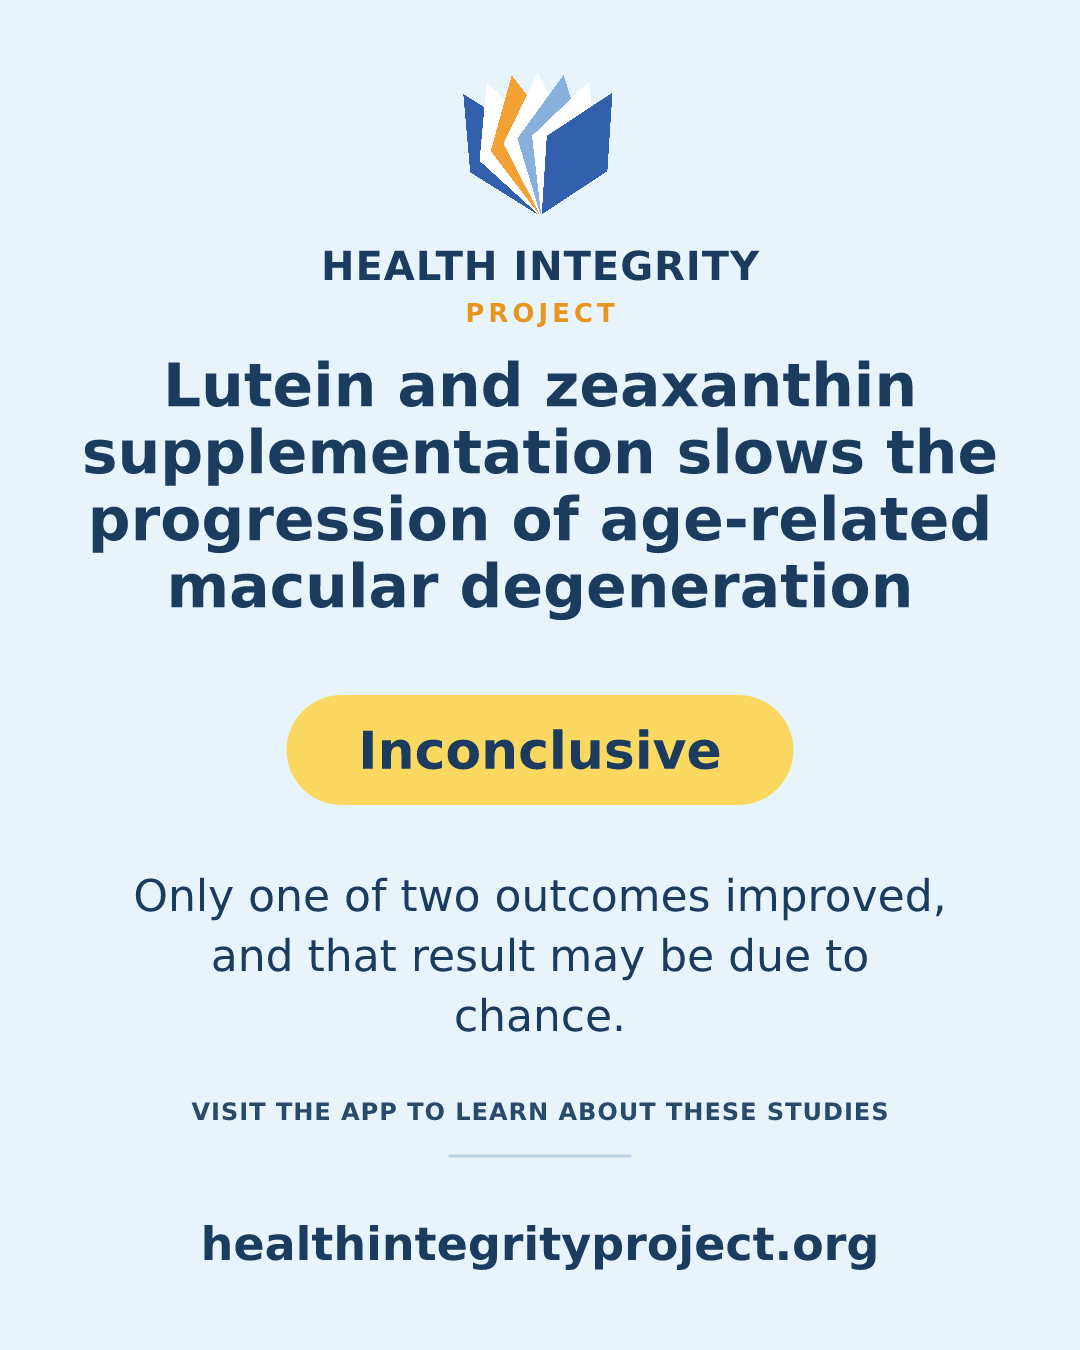 HEALTH INTEGRITY
PROJECT
Lutein and zeaxanthin
supplementation slows the
progression of age-related
macular degeneration
Inconclusive
Only one of two outcomes improved,
and that result may be due to
chance.
VISIT THE APP TO LEARN ABOUT THESE STUDIES
healthintegrityproject.org